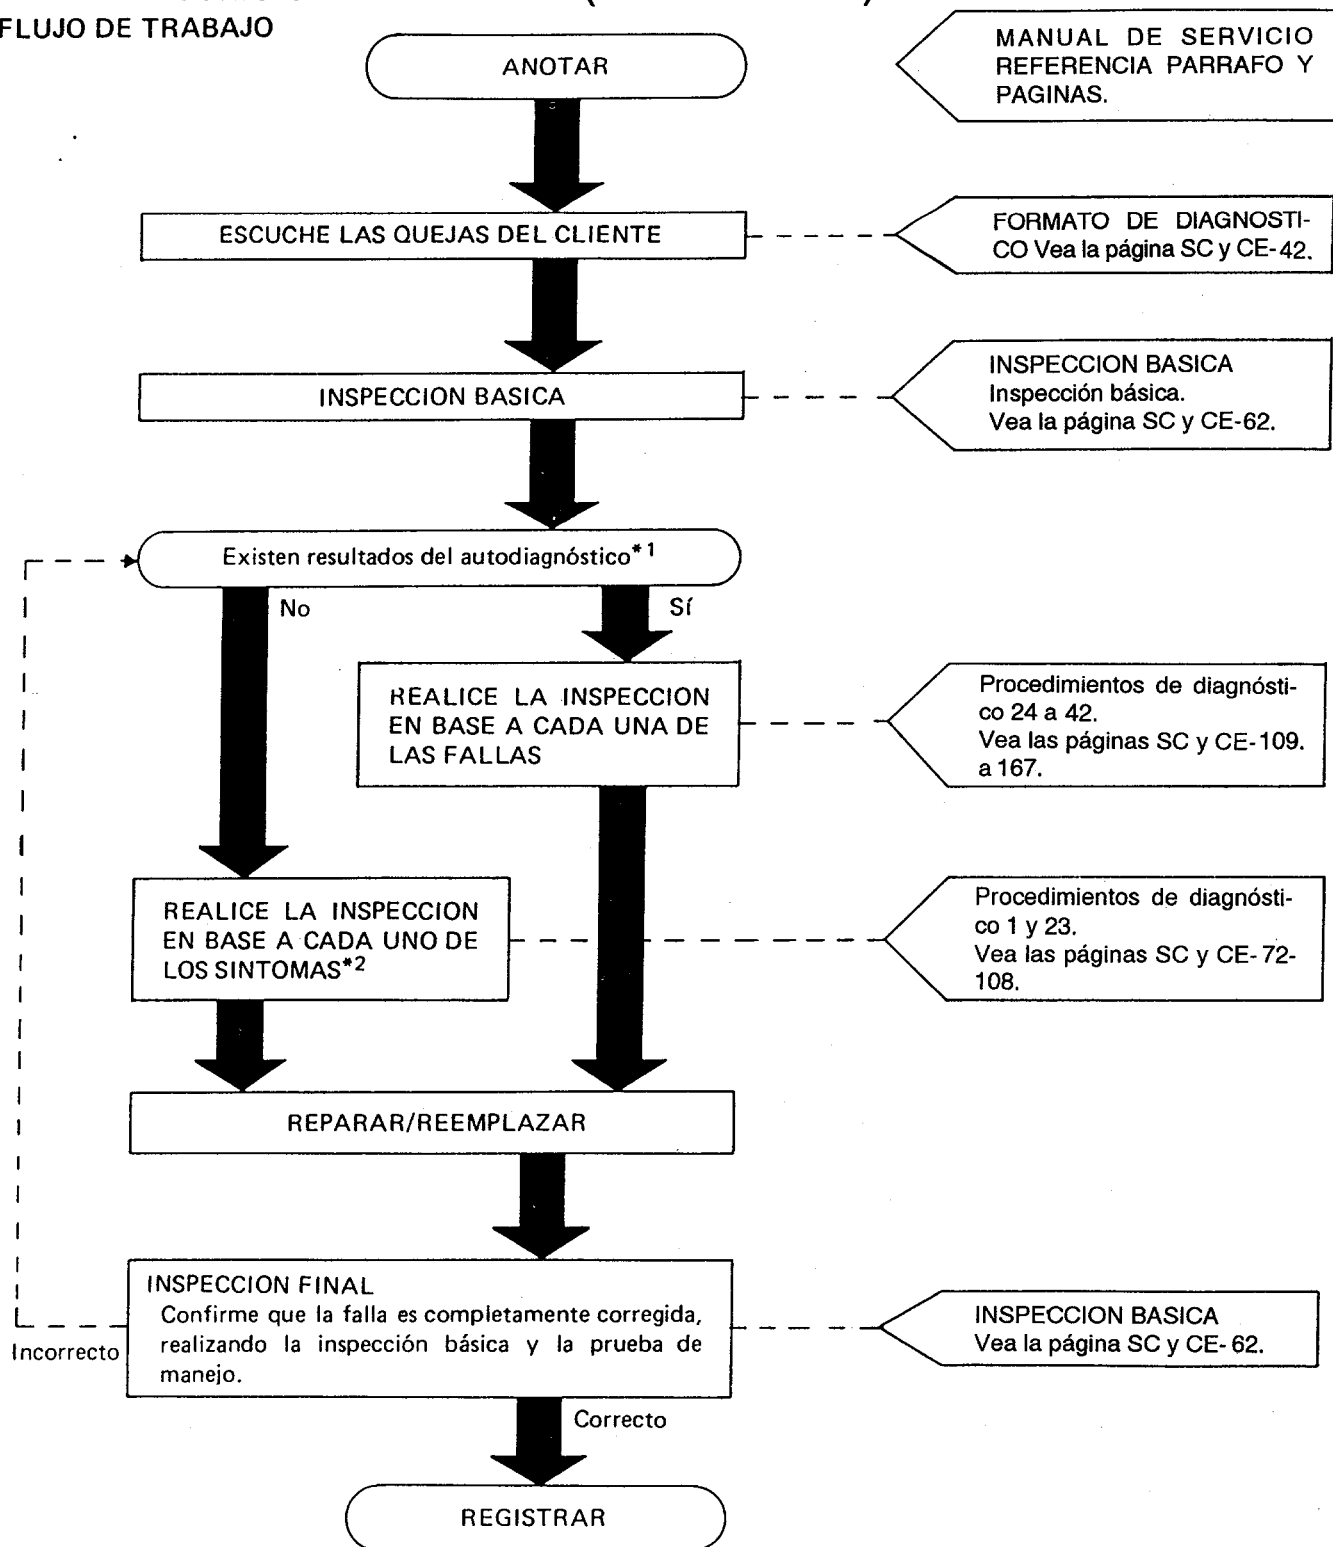 FLUJO DE TRABAJO
ANOTAR
MANUAL DE SERVICIO
REFERENCIA PARRAFO Y
PAGINAS.
ESCUCHE LAS QUEJAS DEL CLIENTE
FORMATO DE DIAGNOSTI-
CO Vea la página SC y CE-42.
INSPECCION BASICA
INSPECCION BASICA
Inspección básica.
Vea la página SC y CE-62.
Existen resultados del autodiagnóstico*1
No
Sí
REALICE LA INSPECCION
EN BASE A CADA UNA DE
LAS FALLAS
Procedimientos de diagnósti-
co 24 a 42.
Vea las páginas SC y CE-109.
a 167.
REALICE LA INSPECCION
EN BASE A CADA UNO DE
LOS SINTOMAS*2
Procedimientos de diagnósti-
co 1 y 23.
Vea las páginas SC y CE-72-
108.
REPARAR/REEMPLAZAR
INSPECCION FINAL
Confirme que la falla es completamente corregida,
realizando la inspección básica y la prueba de
manejo.
INSPECCION BASICA
Vea la página SC y CE-62.
Incorrecto
Correcto
REGISTRAR